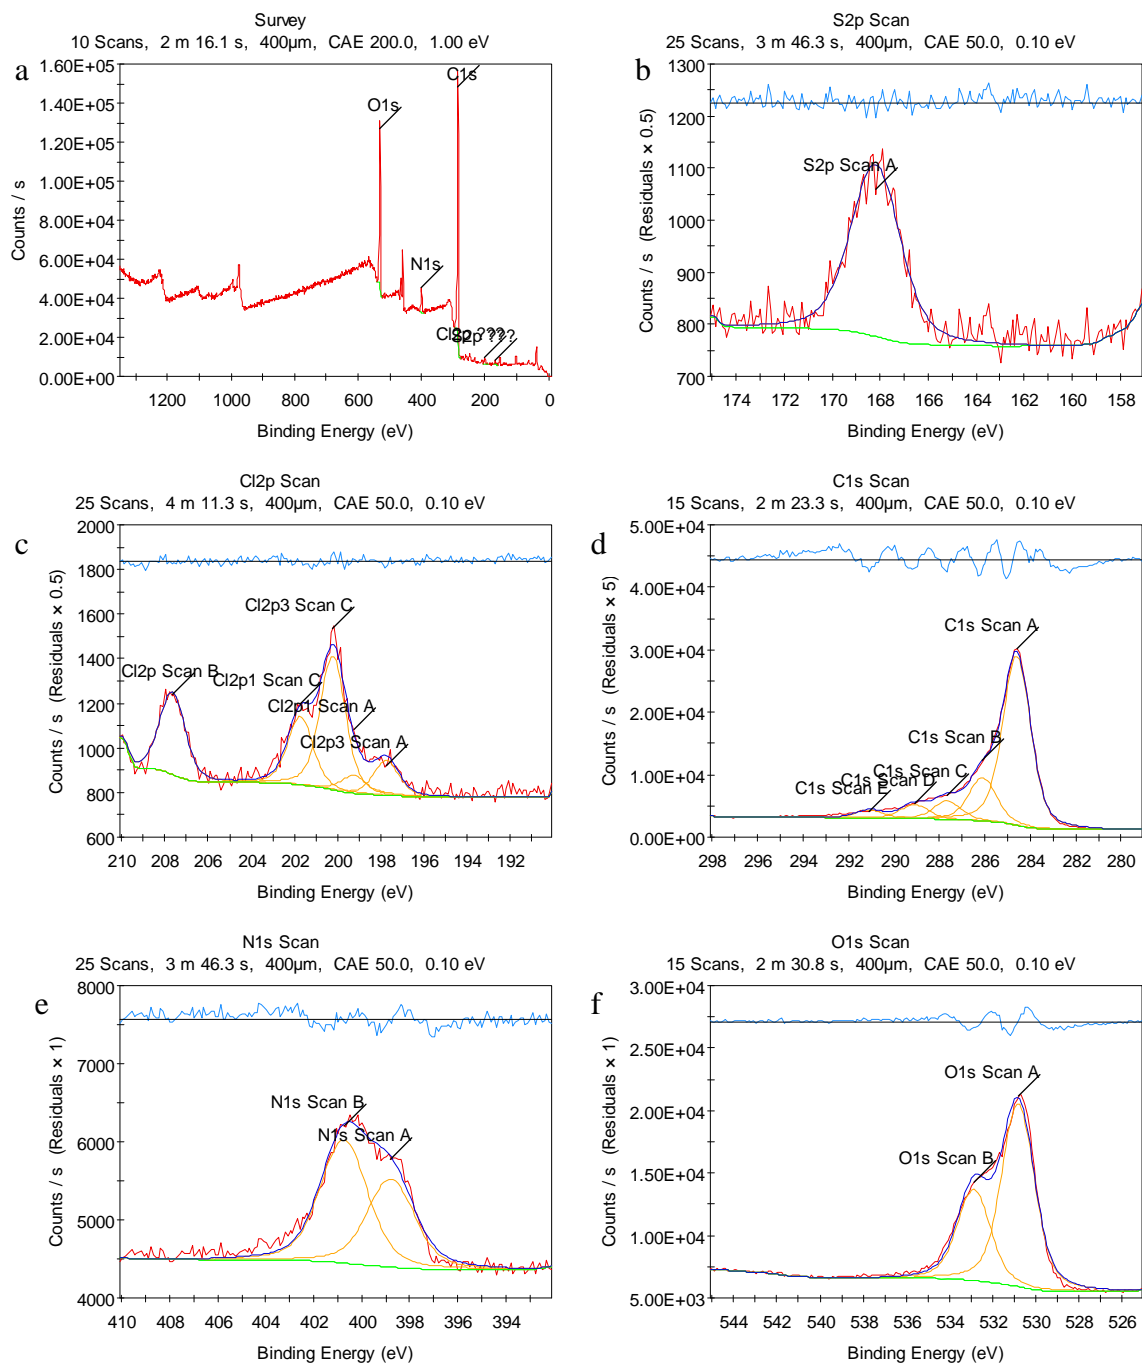 Survey
10 Scans, 2 m 16.1 s, 400µm, CAE 200.0, 1.00 eV
a
1.60E+05
1.40E+05
1.20E+05
1.00E+05
8.00E+04
6.00E+04
4.00E+04
2.00E+04
0.00E+00
Counts / s
C1s
O1s
N1s
Cl2p ???
S2p ???
1200 1000 800 600 400 200 0
Binding Energy (eV)
S2p Scan
25 Scans, 3 m 46.3 s, 400µm, CAE 50.0, 0.10 eV
b
1300
1200
1100
1000
900
800
700
Counts / s (Residuals × 0.5)
S2p Scan A
174 172 170 168 166 164 162 160 158
Binding Energy (eV)
Cl2p Scan
25 Scans, 4 m 11.3 s, 400µm, CAE 50.0, 0.10 eV
c
2000
1800
1600
1400
1200
1000
800
600
Counts / s (Residuals × 0.5)
Cl2p3 Scan C
Cl2p Scan B
Cl2p1 Scan C
Cl2p1 Scan A
Cl2p3 Scan A
210 208 206 204 202 200 198 196 194 192
Binding Energy (eV)
C1s Scan
15 Scans, 2 m 23.3 s, 400µm, CAE 50.0, 0.10 eV
d
5.00E+04
4.00E+04
3.00E+04
2.00E+04
1.00E+04
0.00E+00
Counts / s (Residuals × 5)
C1s Scan A
C1s Scan B
C1s Scan C
C1s Scan D
C1s Scan E
298 296 294 292 290 288 286 284 282 280
Binding Energy (eV)
N1s Scan
25 Scans, 3 m 46.3 s, 400µm, CAE 50.0, 0.10 eV
e
8000
7000
6000
5000
4000
Counts / s (Residuals × 1)
N1s Scan B
N1s Scan A
410 408 406 404 402 400 398 396 394
Binding Energy (eV)
O1s Scan
15 Scans, 2 m 30.8 s, 400µm, CAE 50.0, 0.10 eV
f
3.00E+04
2.50E+04
2.00E+04
1.50E+04
1.00E+04
5.00E+03
Counts / s (Residuals × 1)
O1s Scan A
O1s Scan B
544 542 540 538 536 534 532 530 528 526
Binding Energy (eV)